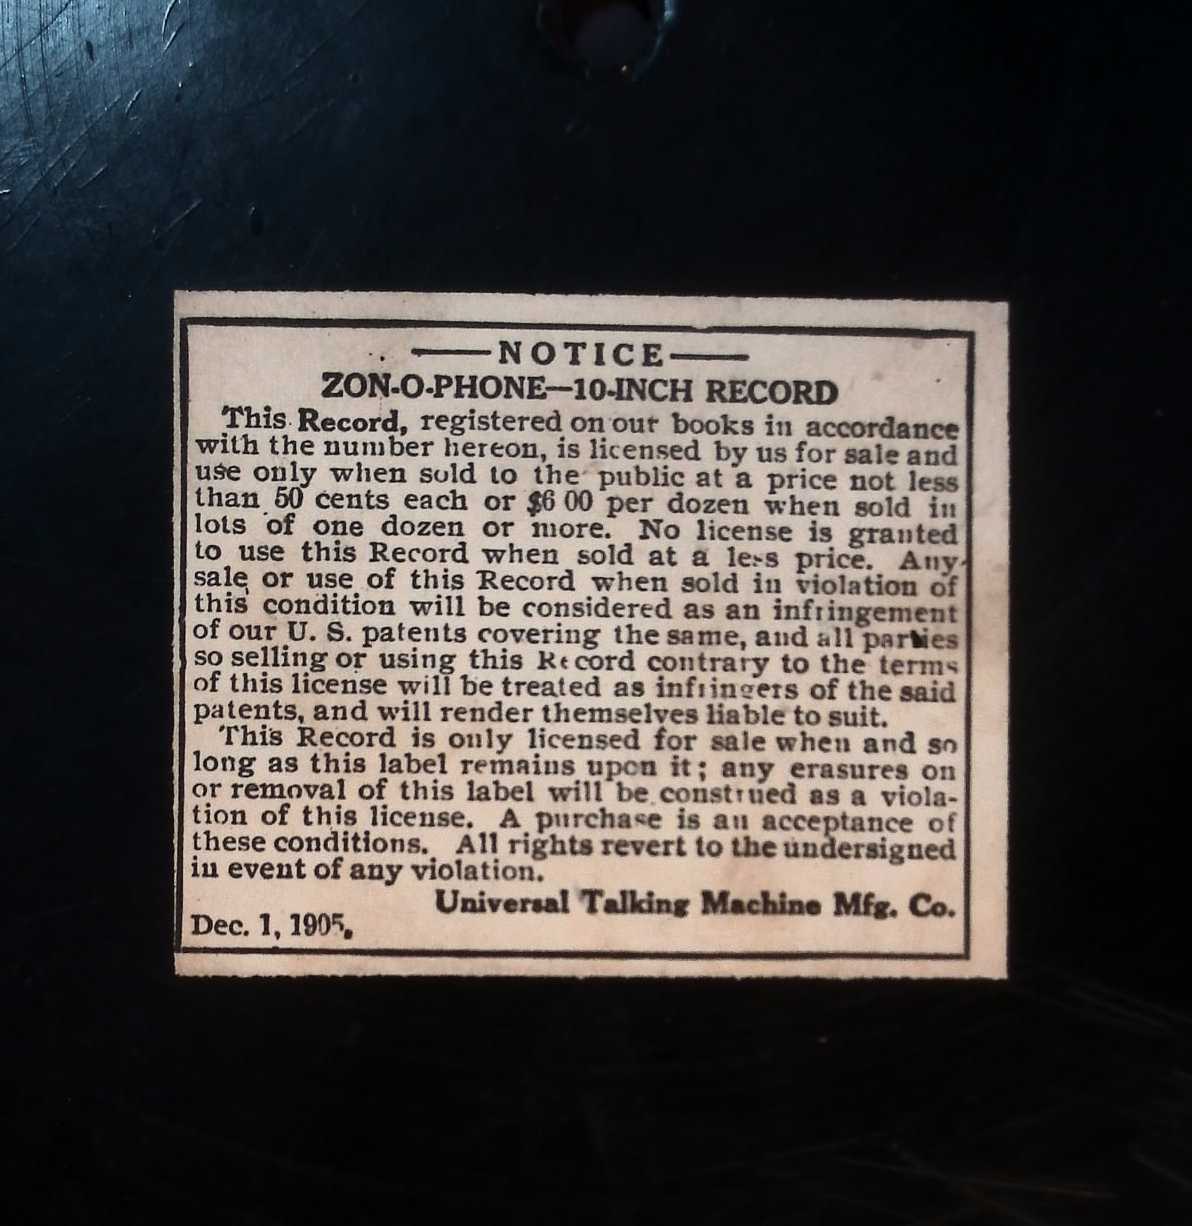 NOTICE
ZON-O-PHONE—10-INCH RECORD
This Record, registered on our books in accordance
with the number hereon, is licensed by us for sale and
use only when sold to the public at a price not less
than 50 cents each or $6 00 per dozen when sold in
lots of one dozen or more. No license is granted
to use this Record when sold at a less price. Any
sale or use of this Record when sold in violation of
this condition will be considered as an infringement
of our U. S. patents covering the same, and all parties
so selling or using this Record contrary to the terms
of this license will be treated as infringers of the said
patents, and will render themselves liable to suit.
This Record is only licensed for sale when and so
long as this label remains upon it; any erasures on
or removal of this label will be construed as a viola-
tion of this license. A purchase is an acceptance of
these conditions. All rights revert to the undersigned
in event of any violation.
Universal Talking Machine Mfg. Co.
Dec. 1, 1905.